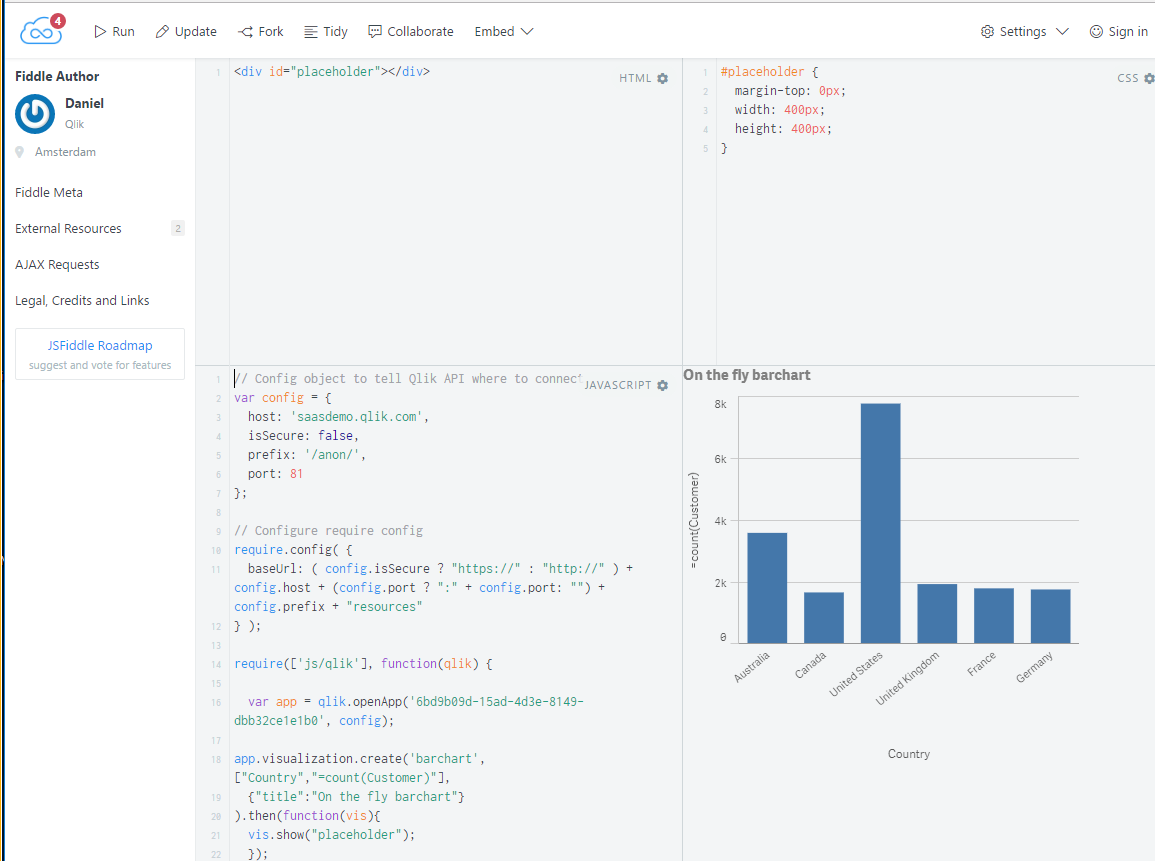 4
Run
Update
Fork
Tidy
Collaborate
Embed
Settings
Sign in
Fiddle Author
Daniel
Qlik
Amsterdam
Fiddle Meta
External Resources 2
AJAX Requests
Legal, Credits and Links
JSFiddle Roadmap
suggest and vote for features
HTML
1 <div id="placeholder"></div>
CSS
1 #placeholder {
2 margin-top: 0px;
3 width: 400px;
4 height: 400px;
5 }
JAVASCRIPT
1 // Config object to tell Qlik API where to connect
2 var config = {
3 host: 'saasdemo.qlik.com',
4 isSecure: false,
5 prefix: '/anon/',
6 port: 81
7 };
8
9 // Configure require config
10 require.config( {
11 baseUrl: ( config.isSecure ? "https://" : "http://" ) +
config.host + (config.port ? ":" + config.port: "") +
config.prefix + "resources"
12 } );
13
14 require(['js/qlik'], function(qlik) {
15
16 var app = qlik.openApp('6bd9b09d-15ad-4d3e-8149-
dbb32ce1e1b0', config);
17
18 app.visualization.create('barchart',
["Country","=count(Customer)"],
19 {"title":"On the fly barchart"}
20 ).then(function(vis){
21 vis.show("placeholder");
22 });
On the fly barchart
=count(Customer)
8k
6k
4k
2k
0
Australia
Canada
United States
United Kingdom
France
Germany
Country